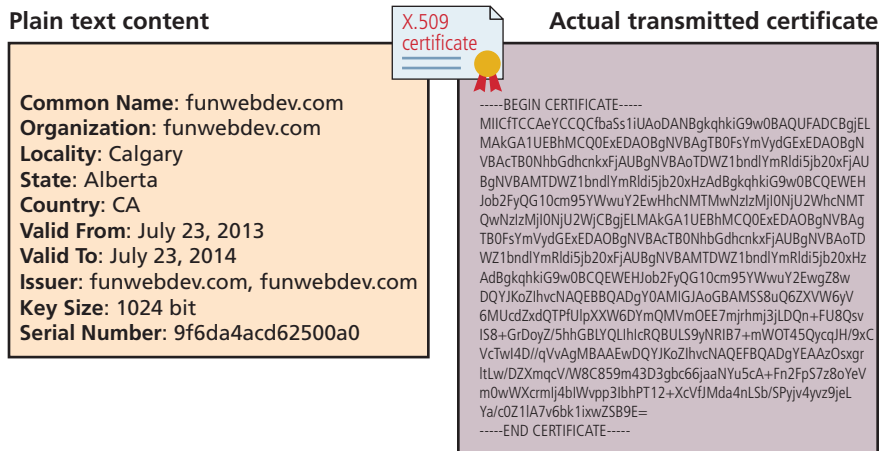 Plain text content
X.509
certificate
Actual transmitted certificate
Common Name: funwebdev.com
Organization: funwebdev.com
Locality: Calgary
State: Alberta
Country: CA
Valid From: July 23, 2013
Valid To: July 23, 2014
Issuer: funwebdev.com, funwebdev.com
Key Size: 1024 bit
Serial Number: 9f6da4acd62500a0
-----BEGIN CERTIFICATE-----
MIICfTCCAeYCCQCfbaSs1iUAoDANBgkqhkiG9w0BAQUFADCBgjEL
MAkGA1UEBhMCQ0ExEDAOBgNVBAgTB0FsYmVydGExEDAOBgN
VBAcTB0NhbGdhcnkxFjAUBgNVBAoTDWZ1bndlYmRldi5jb20xFjAU
BgNVBAMTDWZ1bndlYmRldi5jb20xHzAdBgkqhkiG9w0BCQEWEH
Job2FyQG10cm95YWwuY2EwHhcNMTMwNzIzMjI0NjU2WhcNMT
QwNzIzMjI0NjU2WjCBgjELMAkGA1UEBhMCQ0ExEDAOBgNVBAg
TB0FsYmVydGExEDAOBgNVBAcTB0NhbGdhcnkxFjAUBgNVBAoTD
WZ1bndlYmRldi5jb20xFjAUBgNVBAMTDWZ1bndlYmRldi5jb20xHz
AdBgkqhkiG9w0BCQEWEHJob2FyQG10cm95YWwuY2EwgZ8w
DQYJKoZIhvcNAQEBBQADgY0AMIGJAoGBAMSS8uQ6ZXVW6yV
6MUcdZxdQTPfUlpXXW6DYmQMVmOEE7mjrhmj3jLDQn+FU8Qsv
IS8+GrDoyZ/5hhGBLYQLIhIcRQBULS9yNRIB7+mWOT45QycqJH/9xC
VcTwI4D//qVvAgMBAAEwDQYJKoZIhvcNAQEFBQADgYEAAzOsxgr
ltLw/DZXmqcV/W8C859m43D3gbc66jaaNYu5cA+Fn2FpS7z8oYeV
m0wWXcrmIj4bIWvpp3IbhPT12+XcVfJMda4nLSb/SPyjv4yvz9jeL
Ya/c0Z1lA7v6bk1ixwZSB9E=
-----END CERTIFICATE-----